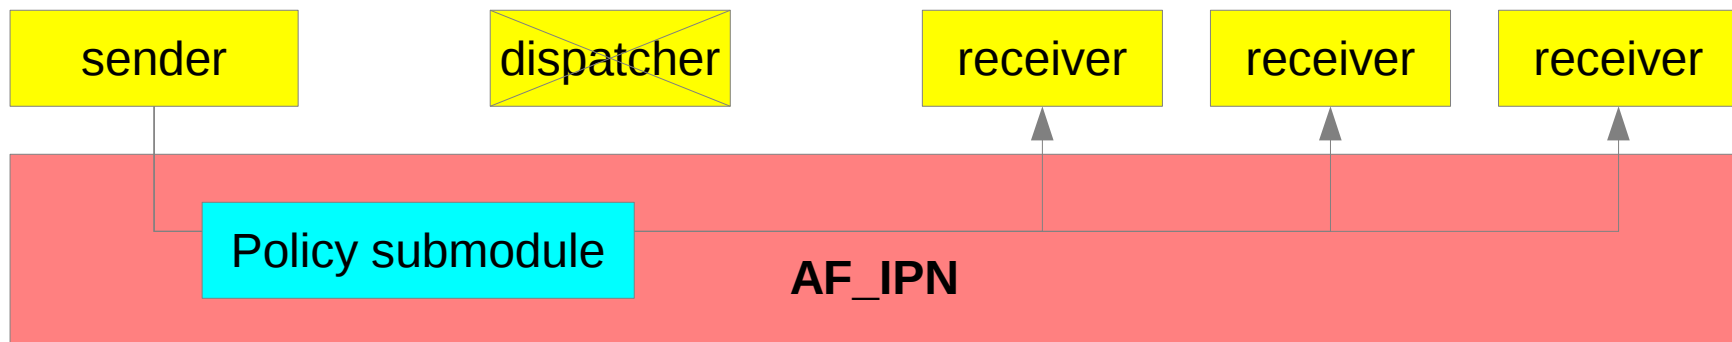 sender
dispatcher
receiver
receiver
receiver
Policy submodule
AF_IPN